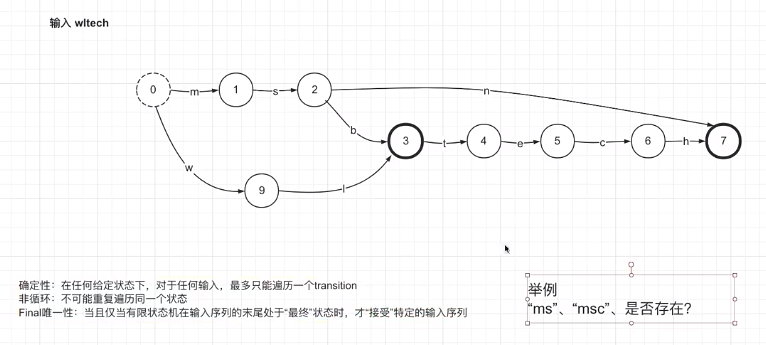 输入 wltech
0
m
1
s
2
n
b
3
t
4
e
5
c
6
h
7
w
9
l
确定性：在任何给定状态下，对于任何输入，最多只能遍历一个transition
非循环：不可能重复遍历同一个状态
Final唯一性：当且仅当有限状态机在输入序列的末尾处于“最终”状态时，才“接受”特定的输入序列
举例
“ms”、“msc”、是否存在?